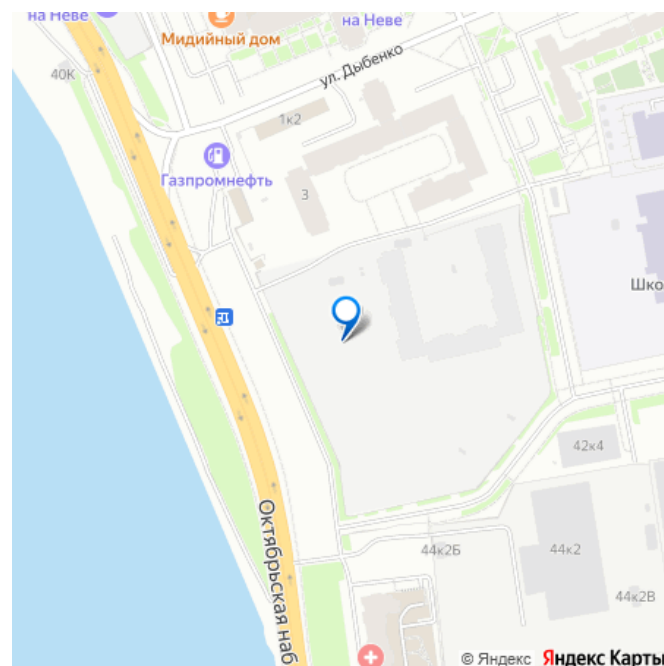 на Неве
на Неве
Мидийный дом
40К
ул. Дыбенко
1к2
Газпромнефть
3
Шко
42к4
Октябрьская наб
44к2Б
44к2
44к2В
© Яндекс Яндекс Карты